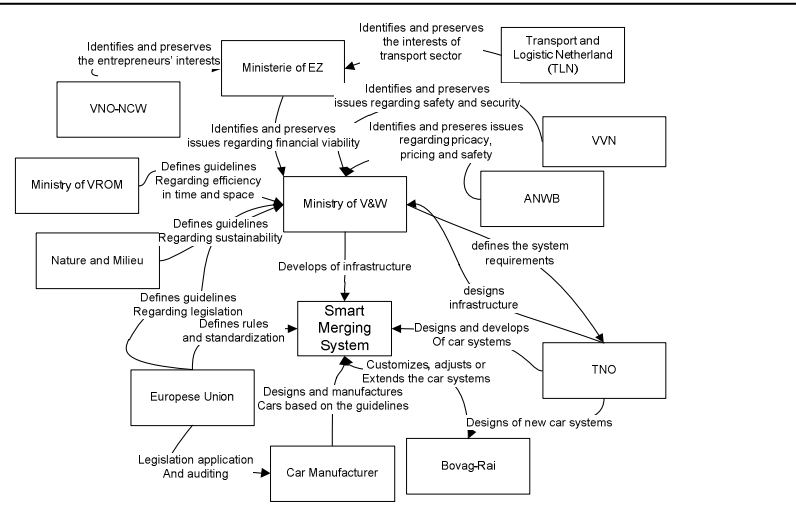 Identifies and preserves
the entrepreneurs' interests
Ministerie of EZ
Identifies and preserves
the interests of
transport sector
Transport and
Logistic Netherland
(TLN)
VNO-NCW
Identifies and preserves
issues regarding safety and security
Identifies and preserves
issues regarding financial viability
Identifies and preseres issues
regarding pricacy,
pricing and safety
VVN
Ministry of VROM
Defines guidelines
Regarding efficiency
in time and space
Ministry of V&W
ANWB
Defines guidelines
Regarding sustainability
Nature and Milieu
defines the system
requirements
Develops of infrastructure
designs
infrastructure
Defines guidelines
Regarding legislation
Defines rules
and standardization
Smart
Merging
System
Designs and develops
Of car systems
TNO
Customizes, adjusts or
Extends the car systems
Europese Union
Designs and manufactures
Cars based on the guidelines
Designs of new car systems
Legislation application
And auditing
Car Manufacturer
Bovag-Rai